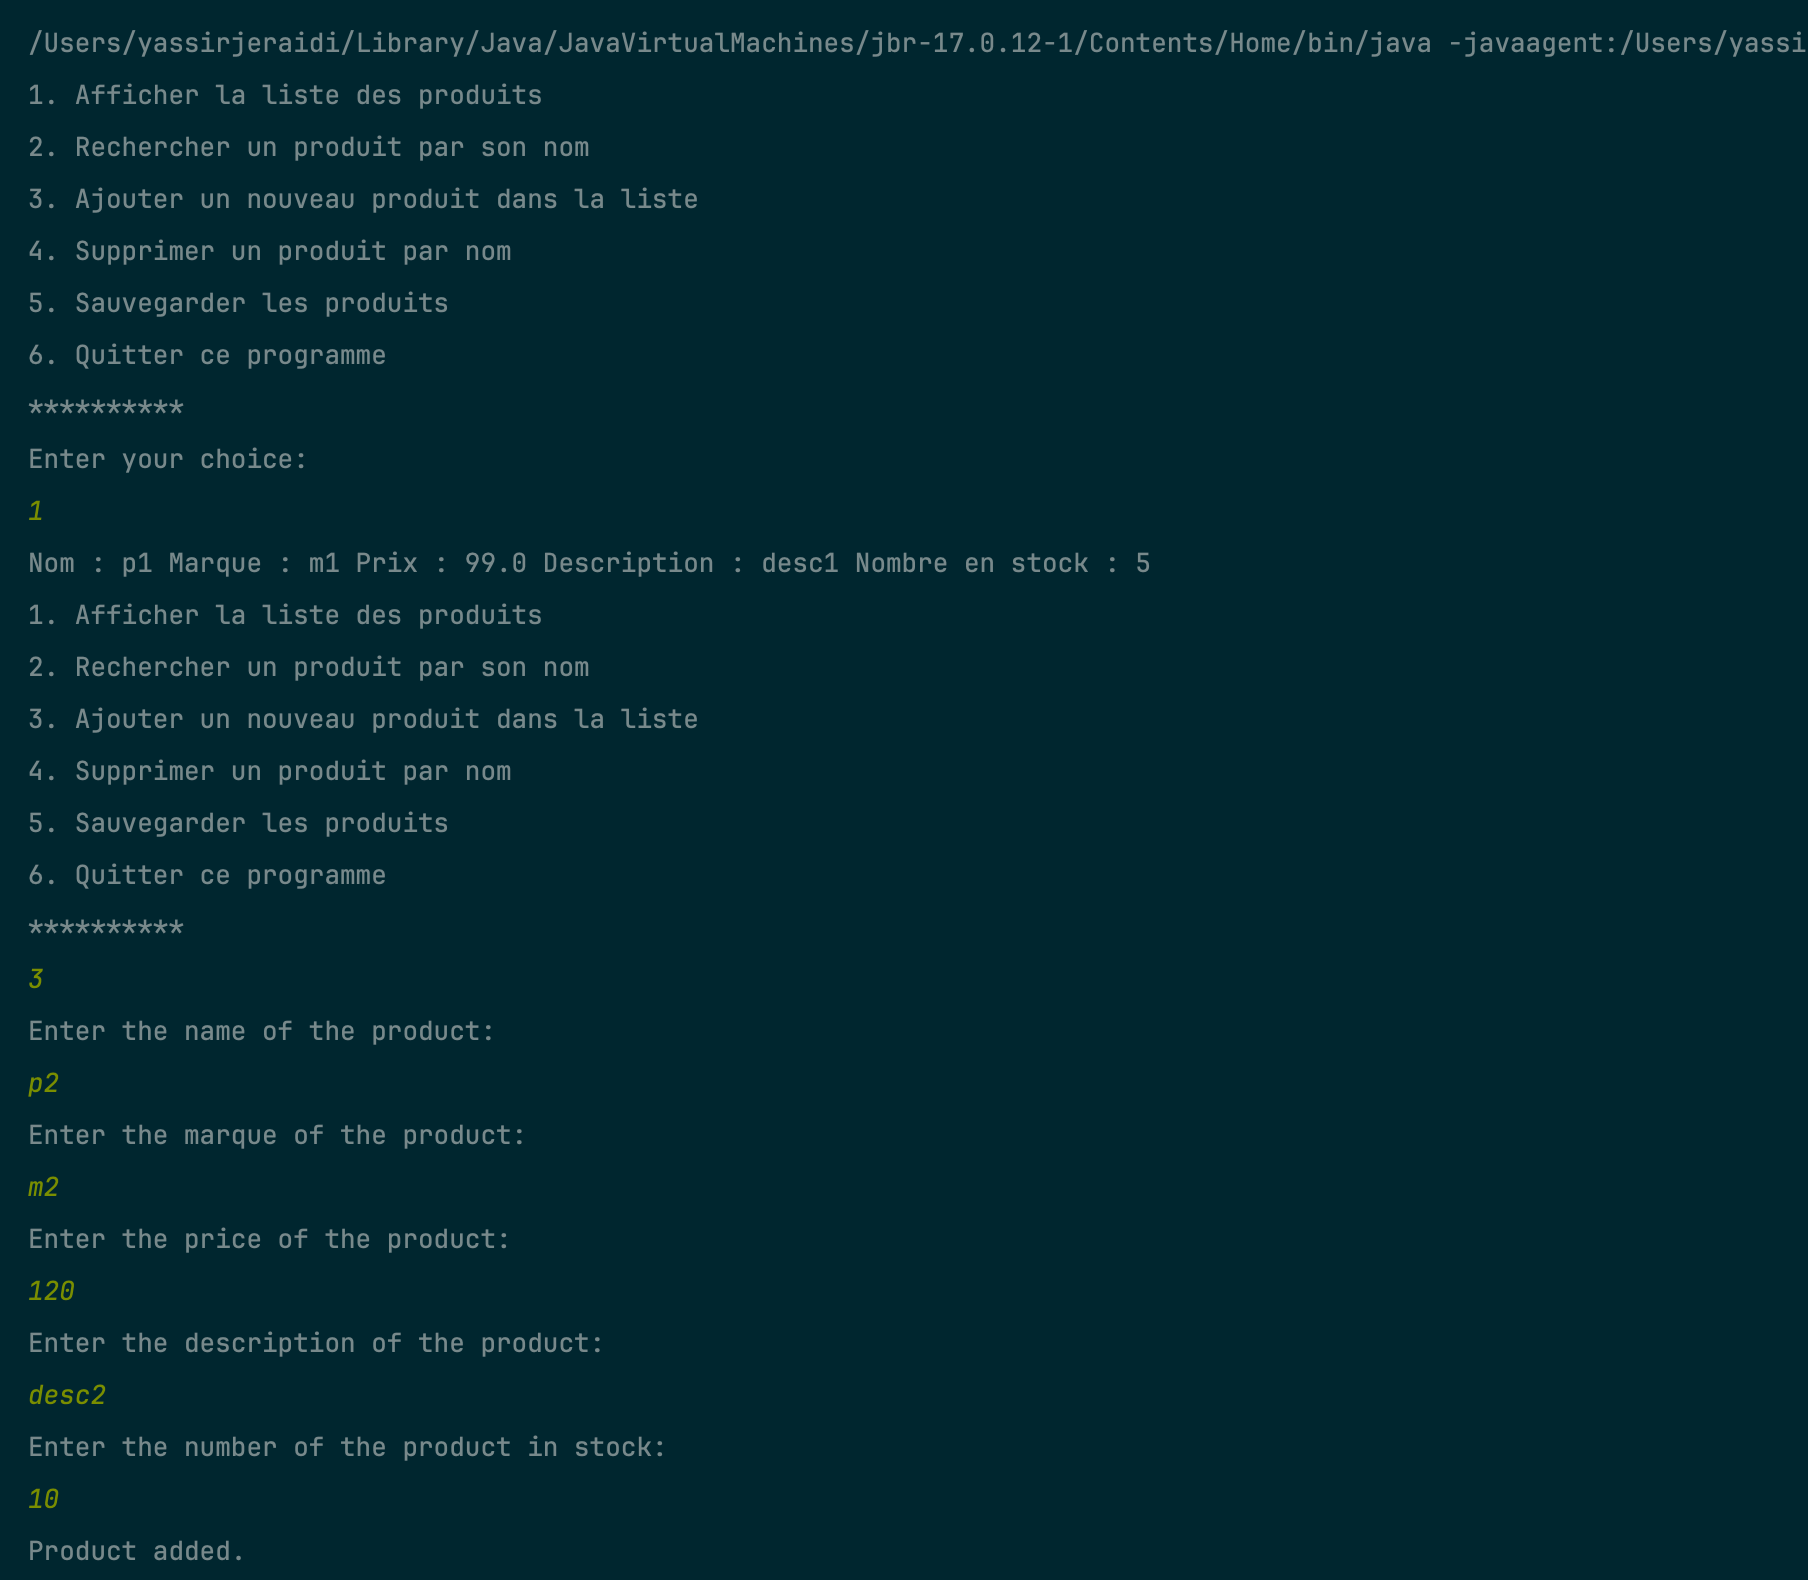 /Users/yassirjeraidi/Library/Java/JavaVirtualMachines/jbr-17.0.12-1/Contents/Home/bin/java -javaagent:/Users/yassi
1. Afficher la liste des produits
2. Rechercher un produit par son nom
3. Ajouter un nouveau produit dans la liste
4. Supprimer un produit par nom
5. Sauvegarder les produits
6. Quitter ce programme
**********
Enter your choice:
1
Nom : p1 Marque : m1 Prix : 99.0 Description : desc1 Nombre en stock : 5
1. Afficher la liste des produits
2. Rechercher un produit par son nom
3. Ajouter un nouveau produit dans la liste
4. Supprimer un produit par nom
5. Sauvegarder les produits
6. Quitter ce programme
**********
3
Enter the name of the product:
p2
Enter the marque of the product:
m2
Enter the price of the product:
120
Enter the description of the product:
desc2
Enter the number of the product in stock:
10
Product added.